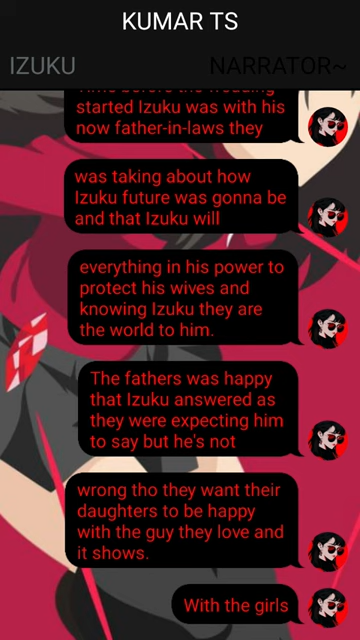 KUMAR TS
IZUKU NARRATOR~
Time before the wedding
started Izuku was with his
now father-in-laws they
was taking about how
Izuku future was gonna be
and that Izuku will
everything in his power to
protect his wives and
knowing Izuku they are
the world to him.
The fathers was happy
that Izuku answered as
they were expecting him
to say but he's not
wrong tho they want their
daughters to be happy
with the guy they love and
it shows.
With the girls